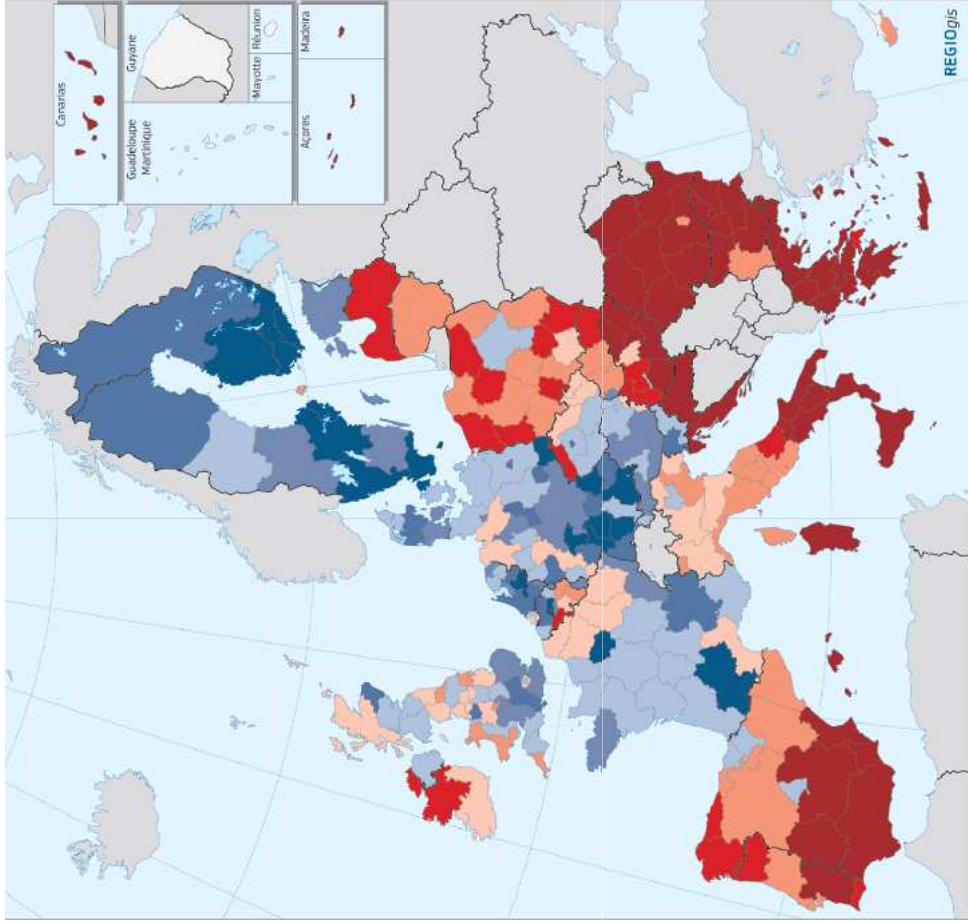 Canarias
Guyane
Guadeloupe
Martinique
Mayotte
Réunion
Açores
Madeira
REGIOgis